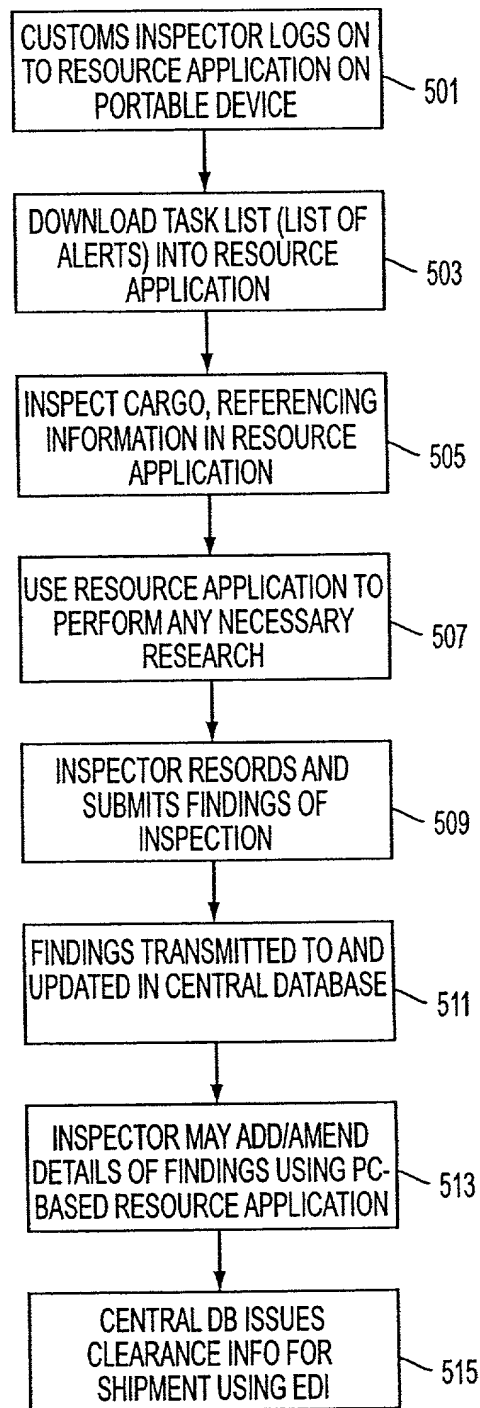 CUSTOMS INSPECTOR LOGS ON
TO RESOURCE APPLICATION ON
PORTABLE DEVICE
501
DOWNLOAD TASK LIST (LIST OF
ALERTS) INTO RESOURCE
APPLICATION
503
INSPECT CARGO, REFERENCING
INFORMATION IN RESOURCE
APPLICATION
505
USE RESOURCE APPLICATION TO
PERFORM ANY NECESSARY
RESEARCH
507
INSPECTOR RESORDS AND
SUBMITS FINDINGS OF
INSPECTION
509
FINDINGS TRANSMITTED TO AND
UPDATED IN CENTRAL DATABASE
511
INSPECTOR MAY ADD/AMEND
DETAILS OF FINDINGS USING PC-
BASED RESOURCE APPLICATION
513
CENTRAL DB ISSUES
CLEARANCE INFO FOR
SHIPMENT USING EDI
515